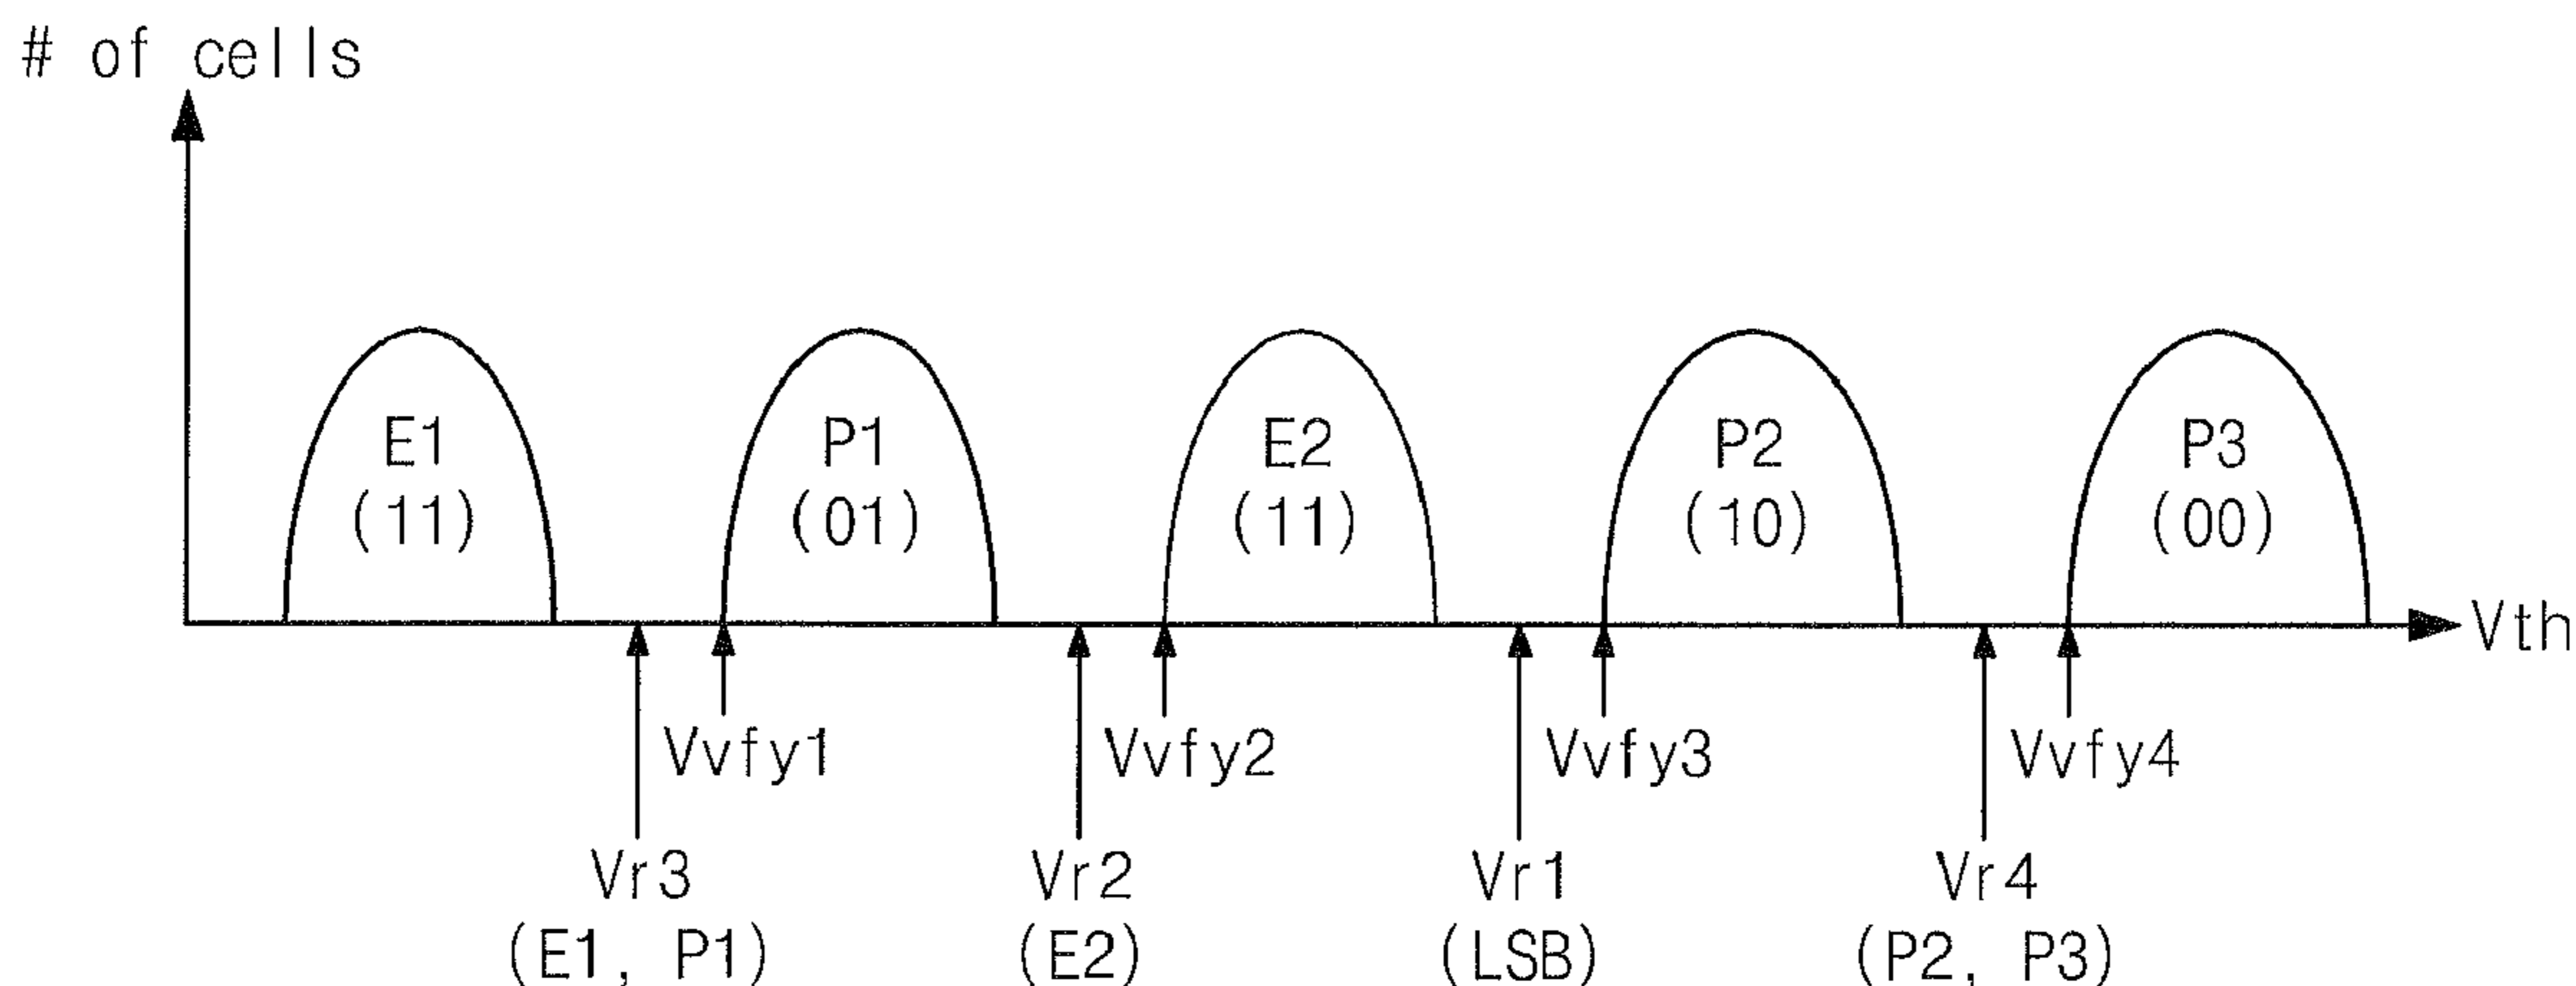 # of cells
E1 P1 E2 P2 P3
(11) (01) (11) (10) (00)
Vth
Vvfy1 Vvfy2 Vvfy3 Vvfy4
Vr3 Vr2 Vr1 Vr4
(E1, P1) (E2) (LSB) (P2, P3)